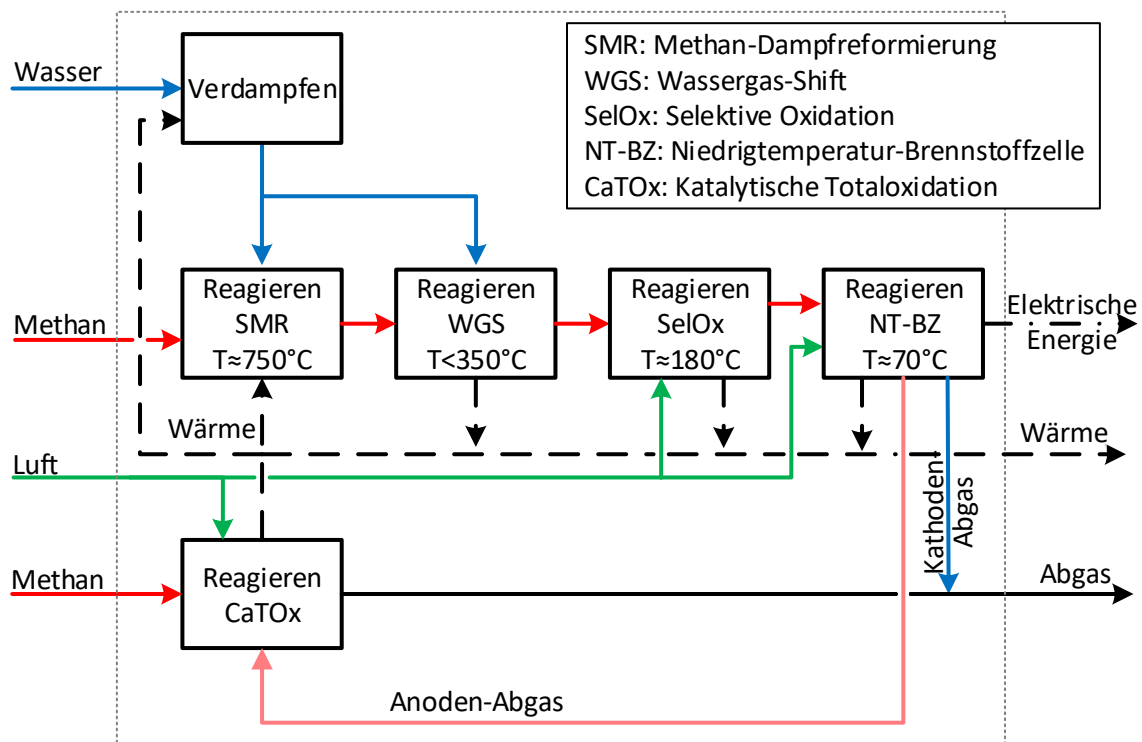 SMR: Methan-Dampfreformierung
WGS: Wassergas-Shift
SelOx: Selektive Oxidation
NT-BZ: Niedrigtemperatur-Brennstoffzelle
CaTOx: Katalytische Totaloxidation
Wasser
Verdampfen
Methan
Reagieren
SMR
T≈750°C
Reagieren
WGS
T<350°C
Reagieren
SelOx
T≈180°C
Reagieren
NT-BZ
T≈70°C
Elektrische
Energie
Wärme
Wärme
Luft
Kathoden-
Abgas
Methan
Reagieren
CaTOx
Abgas
Anoden-Abgas